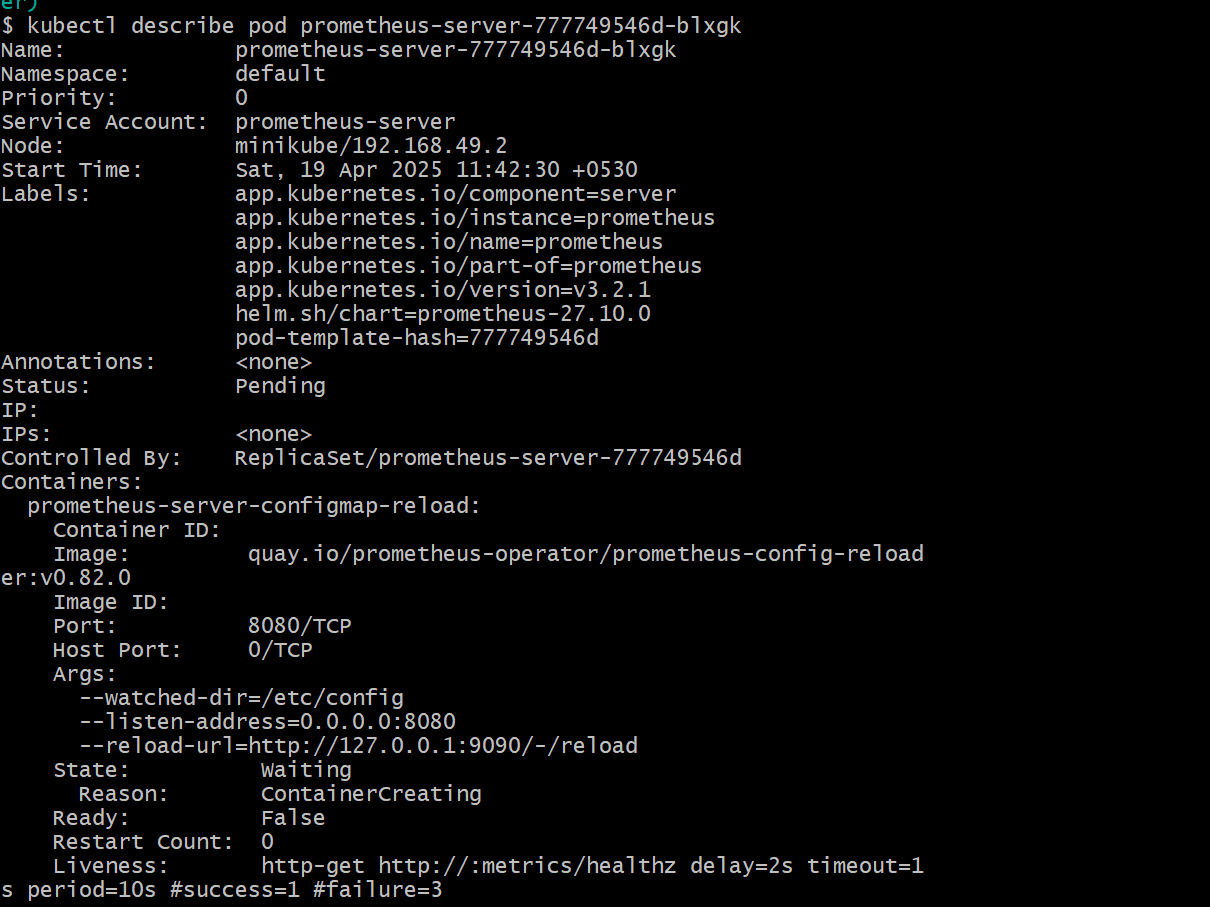 er)
$ kubectl describe pod prometheus-server-777749546d-blxgk
Name:             prometheus-server-777749546d-blxgk
Namespace:        default
Priority:         0
Service Account:  prometheus-server
Node:             minikube/192.168.49.2
Start Time:       Sat, 19 Apr 2025 11:42:30 +0530
Labels:           app.kubernetes.io/component=server
                  app.kubernetes.io/instance=prometheus
                  app.kubernetes.io/name=prometheus
                  app.kubernetes.io/part-of=prometheus
                  app.kubernetes.io/version=v3.2.1
                  helm.sh/chart=prometheus-27.10.0
                  pod-template-hash=777749546d
Annotations:      <none>
Status:           Pending
IP:
IPs:              <none>
Controlled By:    ReplicaSet/prometheus-server-777749546d
Containers:
  prometheus-server-configmap-reload:
    Container ID:
    Image:         quay.io/prometheus-operator/prometheus-config-reload
er:v0.82.0
    Image ID:
    Port:          8080/TCP
    Host Port:     0/TCP
    Args:
      --watched-dir=/etc/config
      --listen-address=0.0.0.0:8080
      --reload-url=http://127.0.0.1:9090/-/reload
    State:          Waiting
      Reason:       ContainerCreating
    Ready:          False
    Restart Count:  0
    Liveness:       http-get http://:metrics/healthz delay=2s timeout=1
s period=10s #success=1 #failure=3